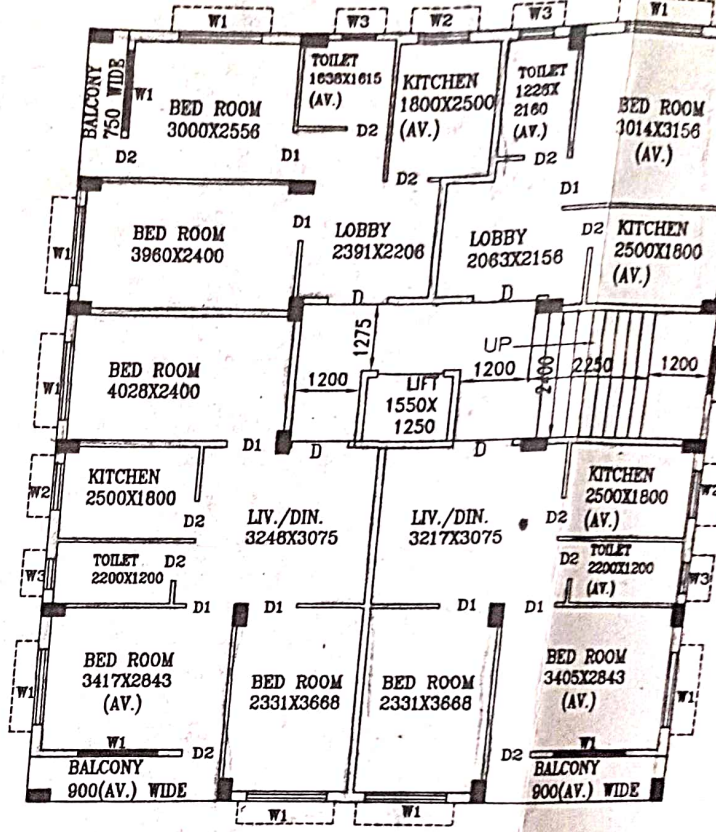 W1
W3
W2
W3
W1
BALCONY
750 WIDE
W1
BED ROOM
3000X2556
TOILET
1636X1615
(AV.)
D2
KITCHEN
1800X2500
(AV.)
TOILET
1226X
2160
(AV.)
D2
BED ROOM
3014X3156
(AV.)
D2
D1
D2
D1
W1
BED ROOM
3960X2400
D1
LOBBY
2391X2206
LOBBY
2063X2156
D2
KITCHEN
2500X1800
(AV.)
D
D
W1
BED ROOM
4028X2400
1275
1200
LIFT
1550X
1250
UP
1200
2400
2250
1200
D1
D
D
W2
KITCHEN
2500X1800
D2
LIV./DIN.
3248X3075
LIV./DIN.
3217X3075
D2
KITCHEN
2500X1800
(AV.)
W3
TOILET
2200X1200
D2
D2
TOILET
2200X1200
(AV.)
W3
D1
D1
D1
D1
W1
BED ROOM
3417X2843
(AV.)
BED ROOM
2331X3668
BED ROOM
2331X3668
BED ROOM
3405X2843
(AV.)
W1
W1
D2
D2
W1
BALCONY
900(AV.) WIDE
BALCONY
900(AV.) WIDE
W1
W1